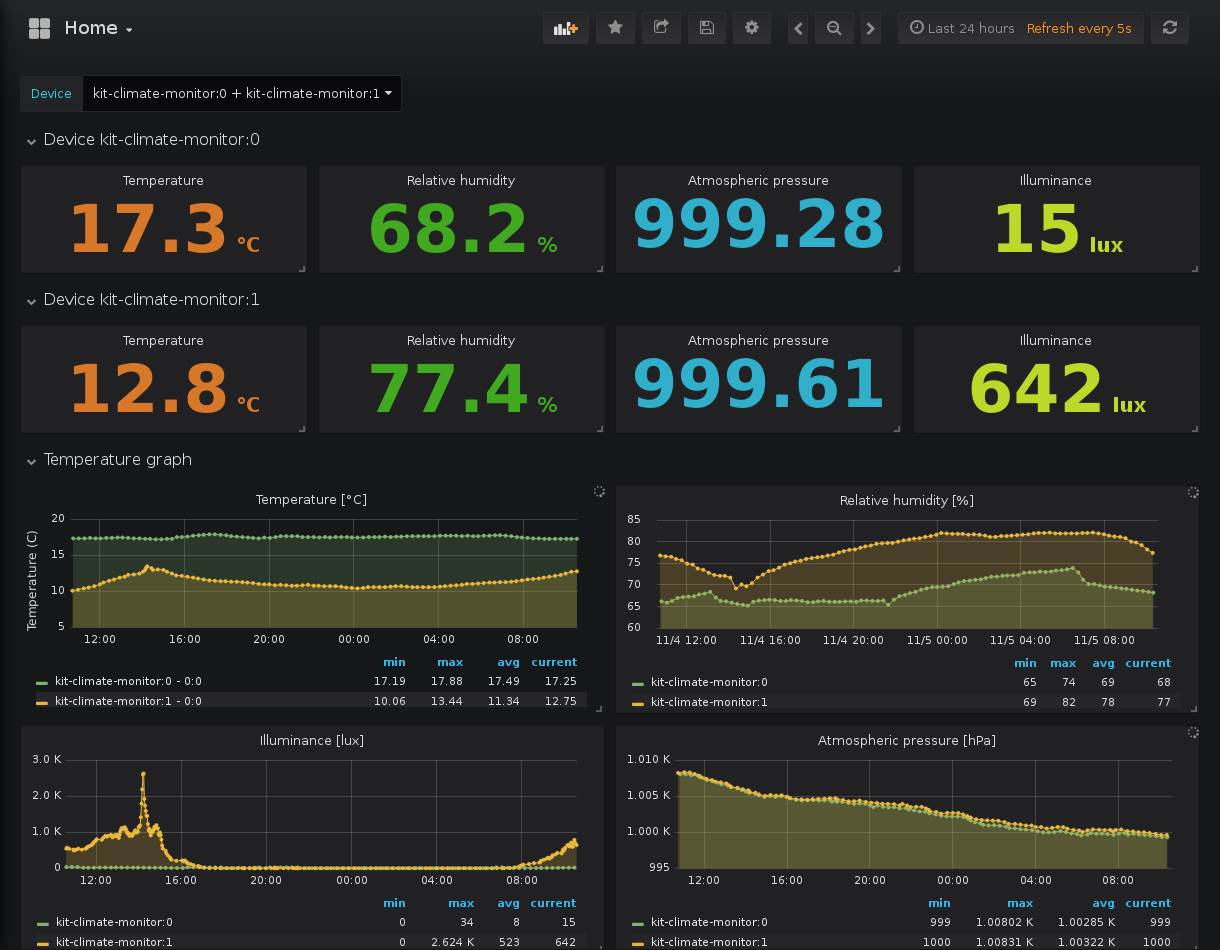 Home
Last 24 hours Refresh every 5s
Device kit-climate-monitor:0 + kit-climate-monitor:1
Device kit-climate-monitor:0
Temperature Relative humidity Atmospheric pressure Illuminance
17.3 °C 68.2 % 999.28 15 lux
Device kit-climate-monitor:1
Temperature Relative humidity Atmospheric pressure Illuminance
12.8 °C 77.4 % 999.61 642 lux
Temperature graph
Temperature [°C]
Temperature (C)
20
15
10
5
12:00 16:00 20:00 00:00 04:00 08:00
min max avg current
kit-climate-monitor:0 - 0:0 17.19 17.88 17.49 17.25
kit-climate-monitor:1 - 0:0 10.06 13.44 11.34 12.75
Relative humidity [%]
85
80
75
70
65
60
11/4 12:00 11/4 16:00 11/4 20:00 11/5 00:00 11/5 04:00 11/5 08:00
min max avg current
kit-climate-monitor:0 65 74 69 68
kit-climate-monitor:1 69 82 78 77
Illuminance [lux]
3.0 K
2.0 K
1.0 K
0
12:00 16:00 20:00 00:00 04:00 08:00
min max avg current
kit-climate-monitor:0 0 34 8 15
kit-climate-monitor:1 0 2.624 K 523 642
Atmospheric pressure [hPa]
1.010 K
1.005 K
1.000 K
995
12:00 16:00 20:00 00:00 04:00 08:00
min max avg current
kit-climate-monitor:0 999 1.00802 K 1.00285 K 999
kit-climate-monitor:1 1000 1.00831 K 1.00322 K 1000